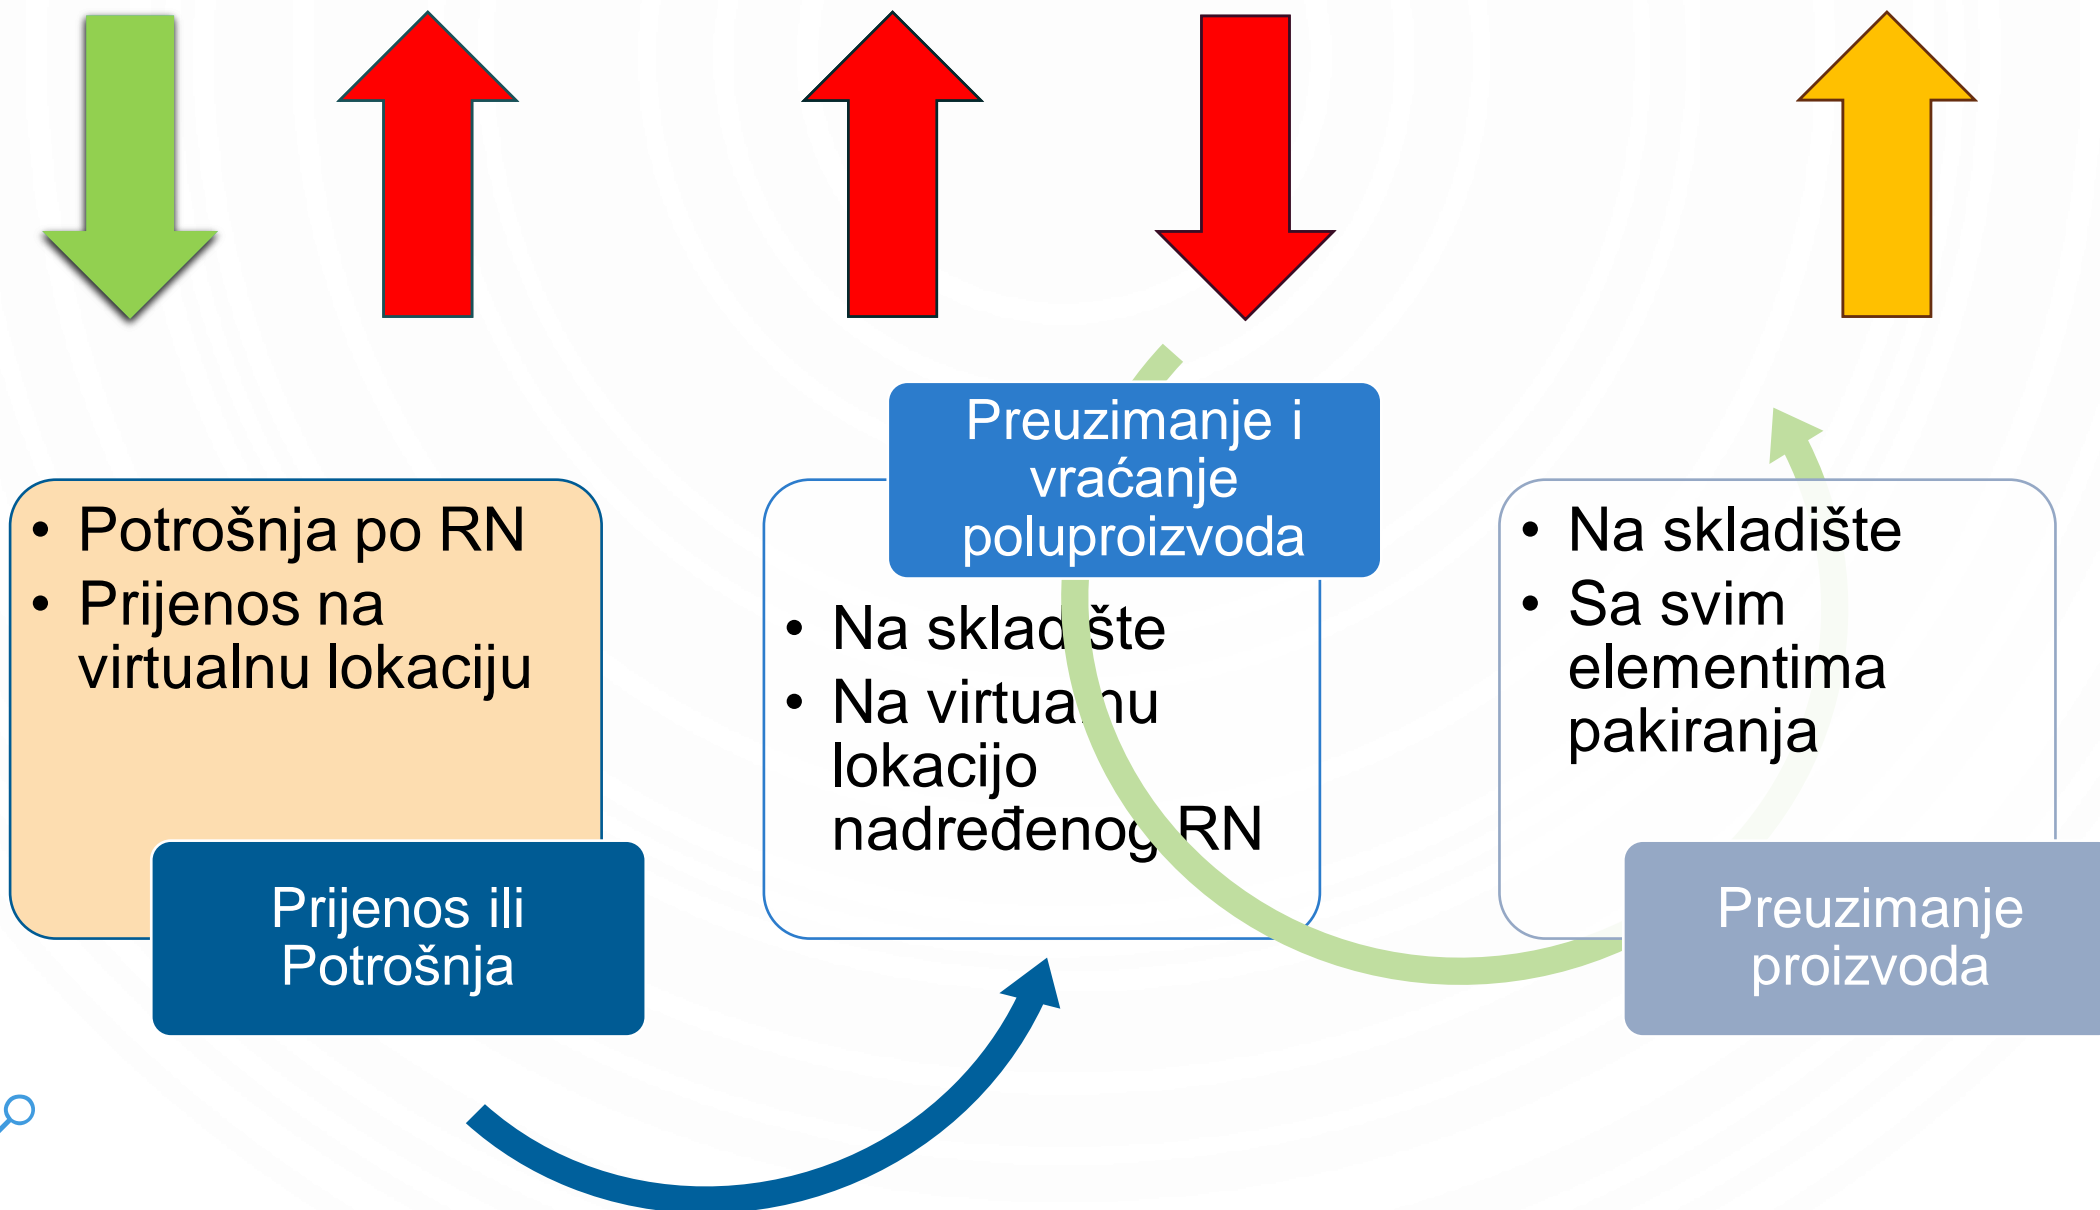 • Potrošnja po RN
• Prijenos na
virtualnu lokaciju
Prijenos ili
Potrošnja
Preuzimanje i
vraćanje
poluproizvoda
• Na skladište
• Na virtualnu
lokacijo
nadređenog RN
• Na skladište
• Sa svim
elementima
pakiranja
Preuzimanje
proizvoda